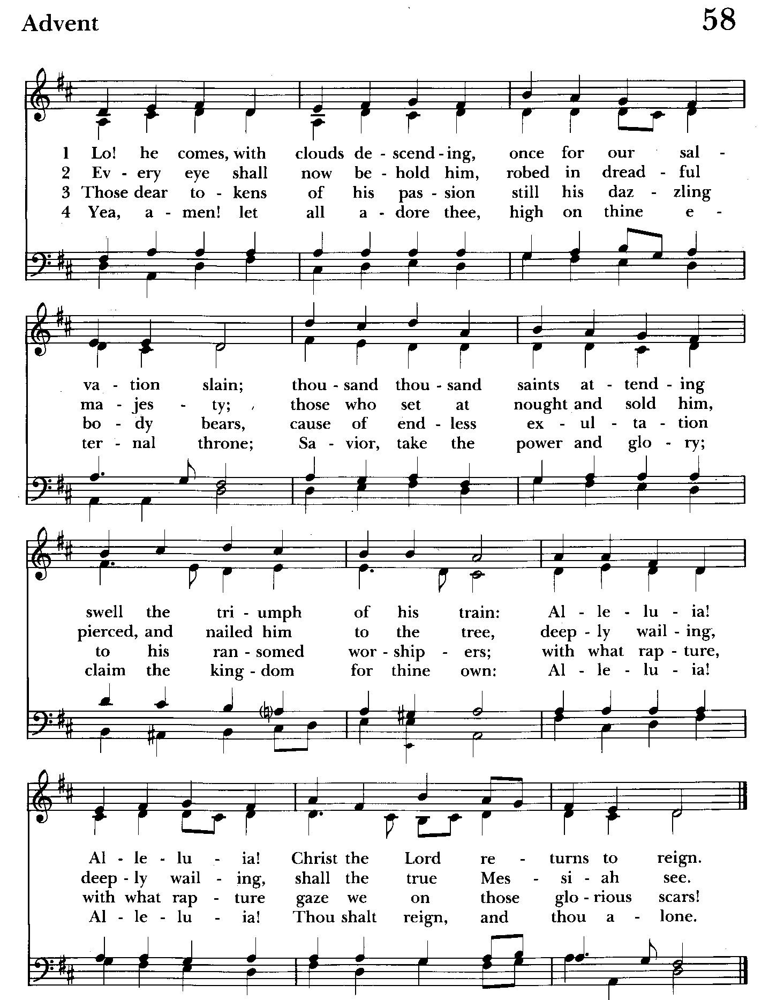 Advent 58
1 Lo! he comes, with clouds de - scend - ing, once for our sal -
2 Ev - ery eye shall now be - hold him, robed in dread - ful
3 Those dear to - kens of his pas - sion still his daz - zling
4 Yea, a - men! let all a - dore thee, high on thine e -
va - tion slain; thou - sand thou - sand saints at - tend - ing
ma - jes - ty; those who set at nought and sold him,
bo - dy bears, cause of end - less ex - ul - ta - tion
ter - nal throne; Sa - vior, take the power and glo - ry;
swell the tri - umph of his train: Al - le - lu - ia!
pierced, and nailed him to the tree, deep - ly wail - ing,
to his ran - somed wor - ship - ers; with what rap - ture,
claim the king - dom for thine own: Al - le - lu - ia!
Al - le - lu - ia! Christ the Lord re - turns to reign.
deep - ly wail - ing, shall the true Mes - si - ah see.
with what rap - ture gaze we on those glo - rious scars!
Al - le - lu - ia! Thou shalt reign, and thou a - lone.